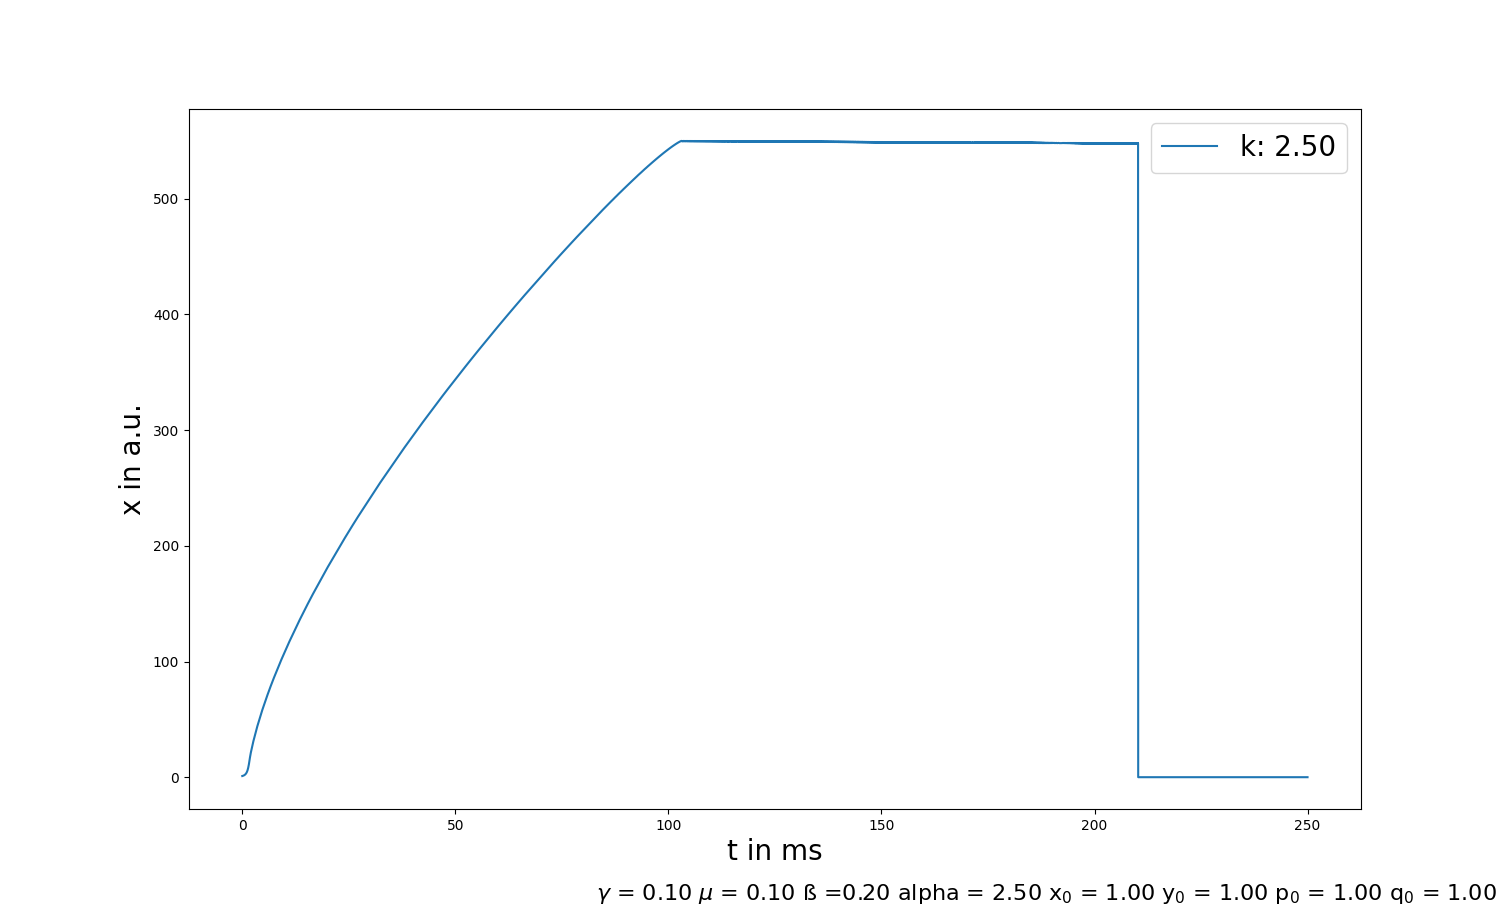 k: 2.50
500
400
300
200
100
0
x in a.u.
0 50 100 150 200 250
t in ms
γ = 0.10 μ = 0.10 ß =0.20 alpha = 2.50 x₀ = 1.00 y₀ = 1.00 p₀ = 1.00 q₀ = 1.00